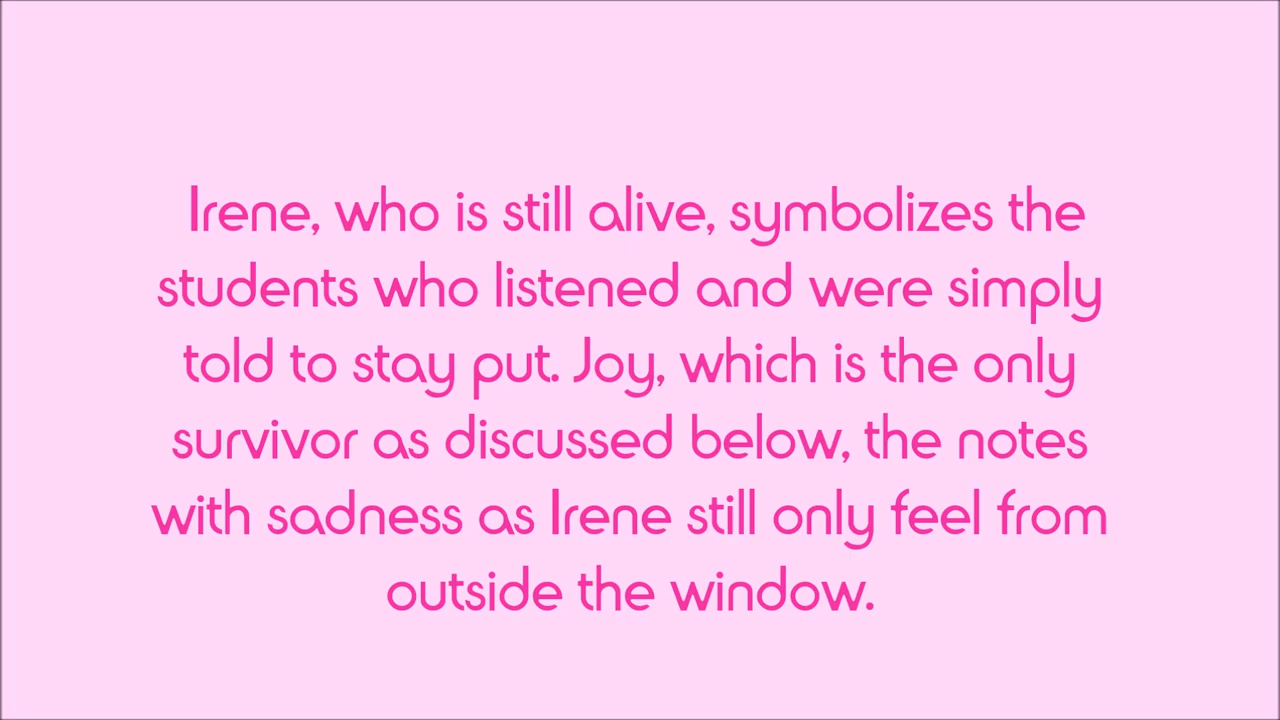 Irene, who is still alive, symbolizes the
students who listened and were simply
told to stay put. Joy, which is the only
survivor as discussed below, the notes
with sadness as Irene still only feel from
outside the window.